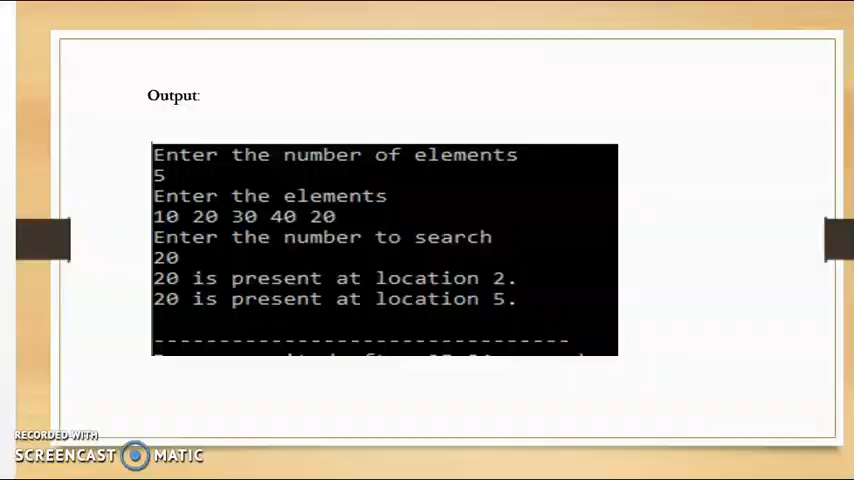 Output:
Enter the number of elements
5
Enter the elements
10 20 30 40 20
Enter the number to search
20
20 is present at location 2.
20 is present at location 5.
--------------------------------
RECORDED WITH
SCREENCAST MATIC